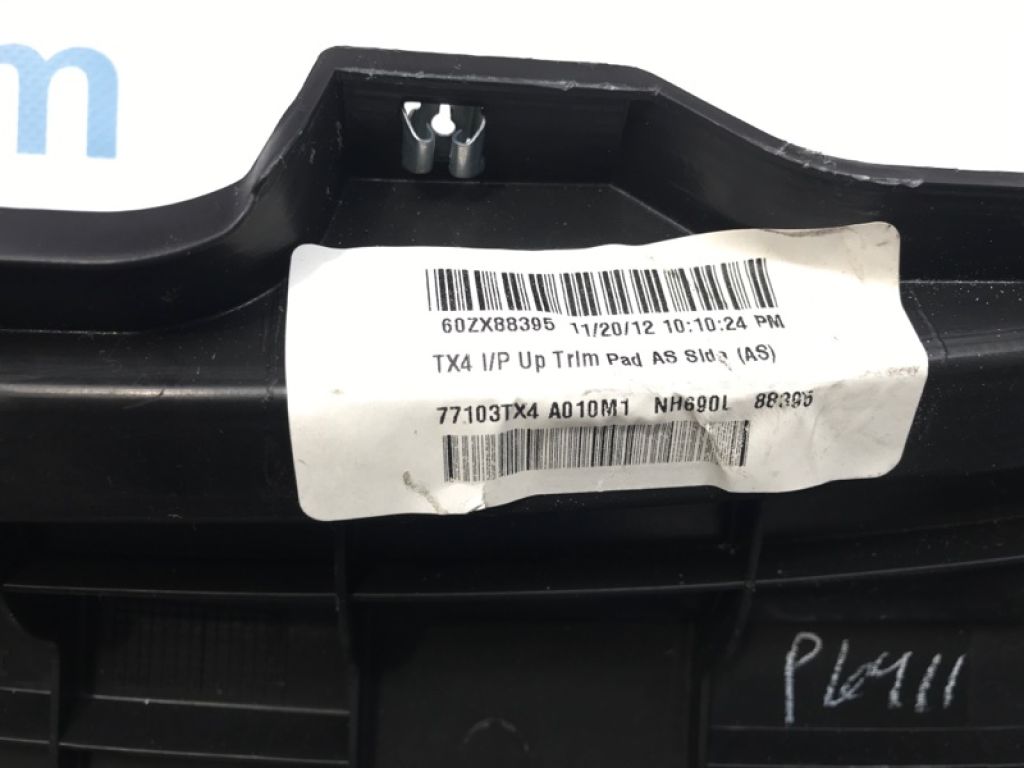 m
60ZX88395 11/20/12 10:10:24 PM
TX4 I/P Up Trim Pad AS Side (AS)
77103TX4 A010M1 NH690L 88395